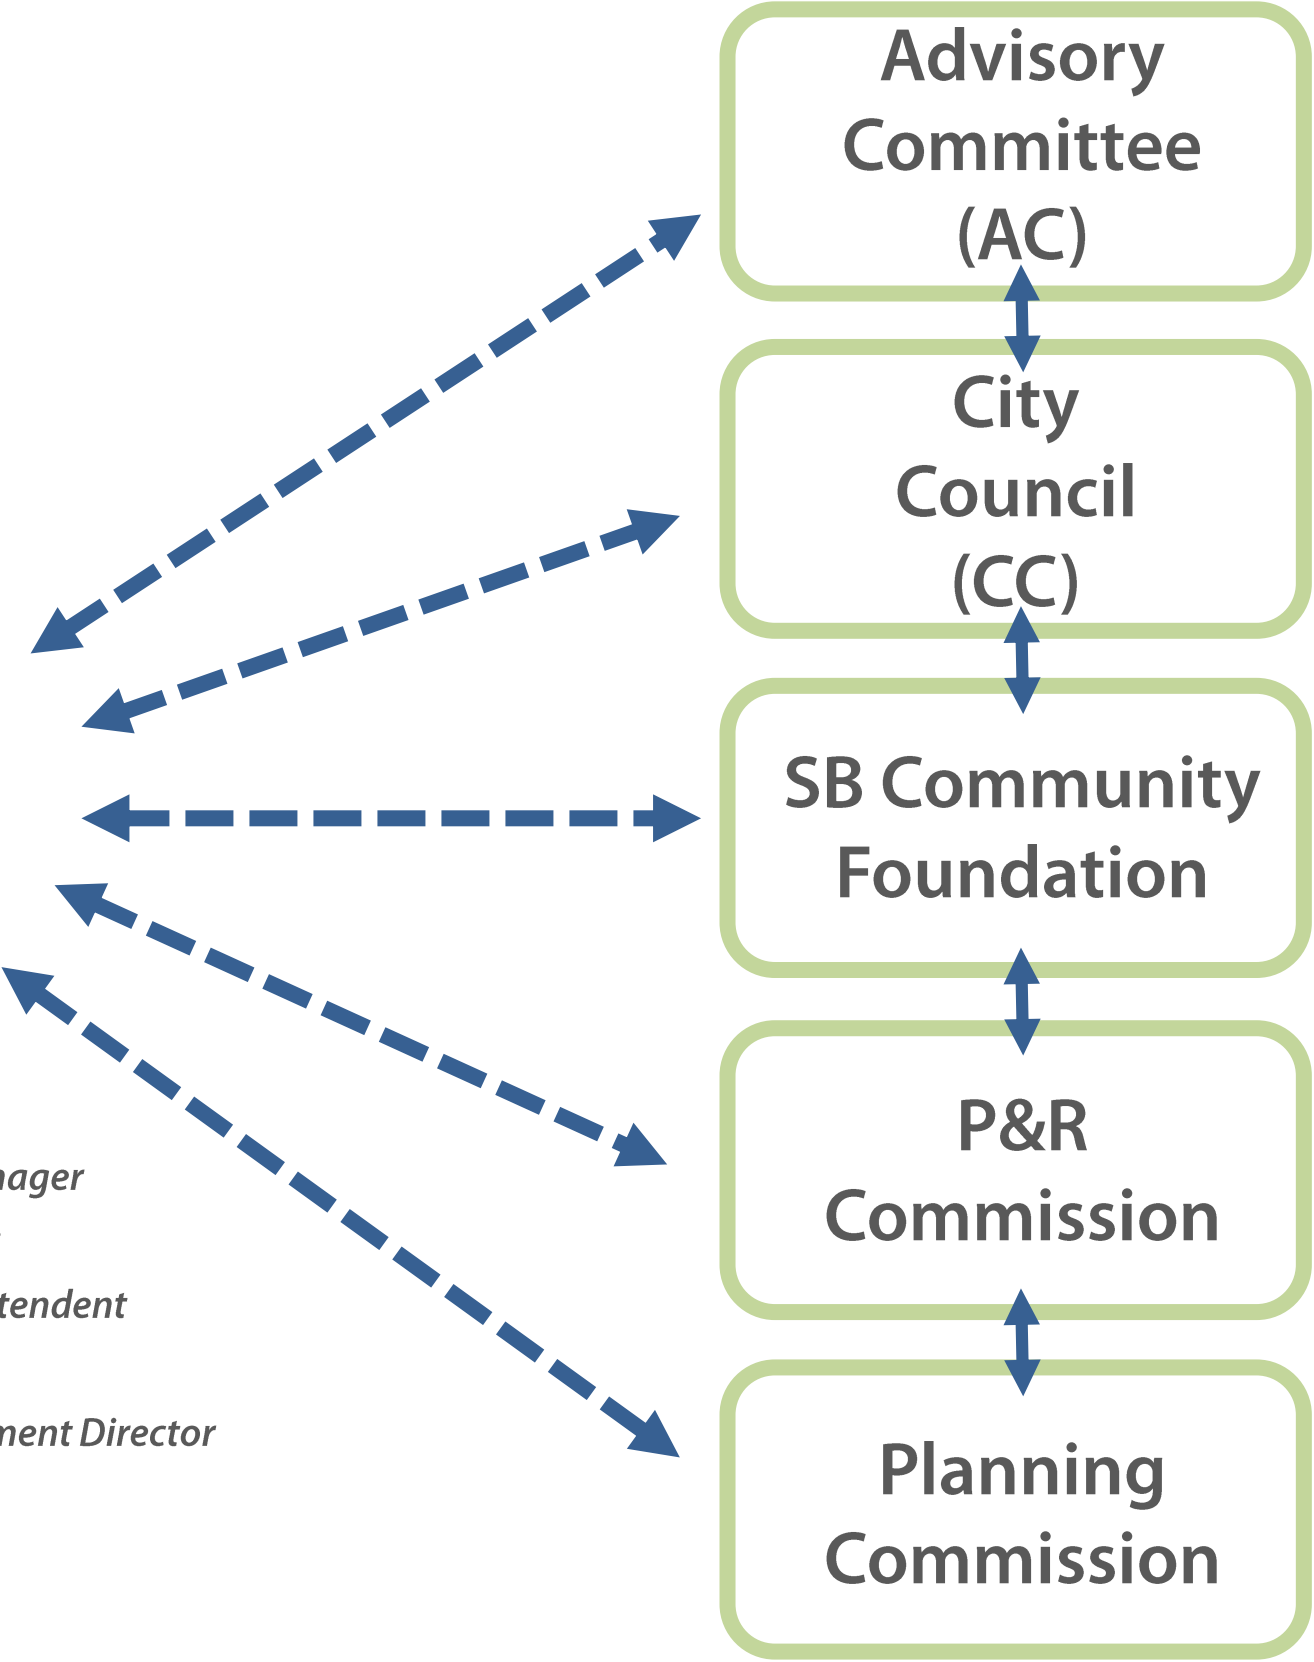 Advisory
Committee
(AC)
City
Council
(CC)
SB Community
Foundation
P&R
Commission
Planning
Commission
nager
tendent
ment Director